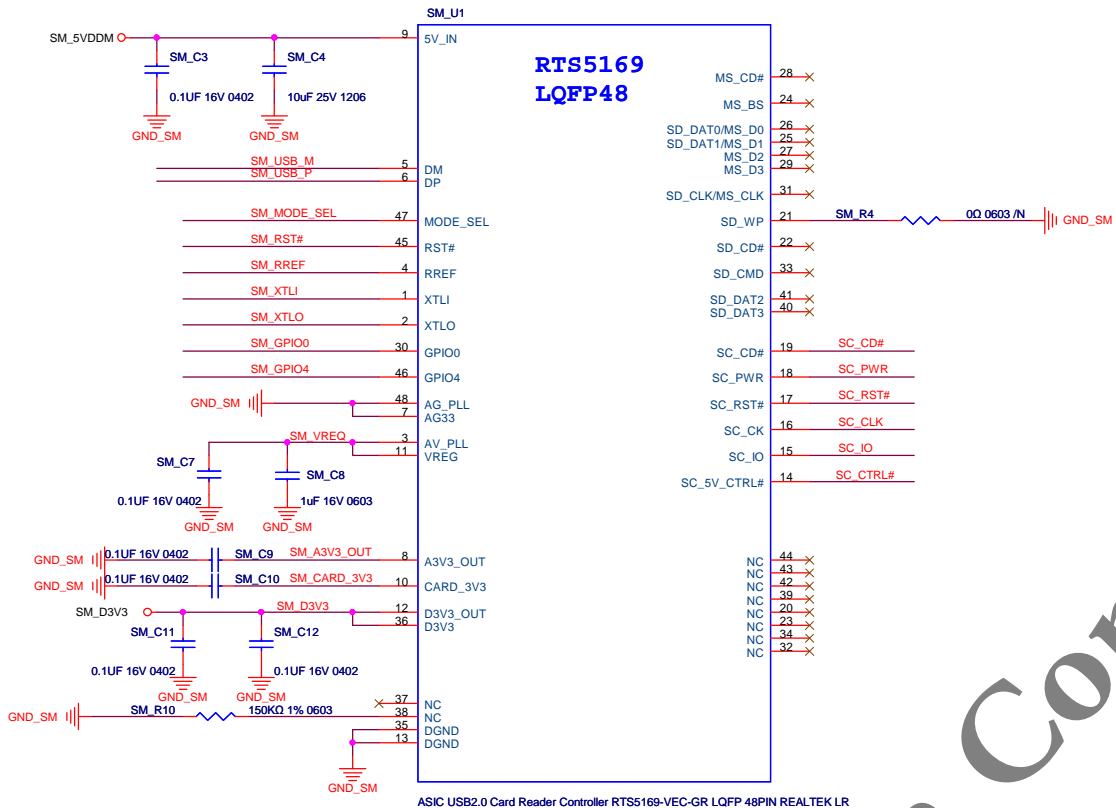 SM_U1
SM_5VDDM
9
5V_IN
RTS5169
LQFP48
SM_C3
SM_C4
0.1UF 16V 0402
10uF 25V 1206
GND_SM
GND_SM
SM_USB_M
5
DM
SM_USB_P
6
DP
SM_MODE_SEL
47
MODE_SEL
SM_RST#
45
RST#
SM_RREF
4
RREF
SM_XTLI
1
XTLI
SM_XTLO
2
XTLO
SM_GPIO0
30
GPIO0
SM_GPIO4
46
GPIO4
GND_SM
48
AG_PLL
7
AG33
SM_VREQ
3
AV_PLL
11
VREG
SM_C7
SM_C8
0.1UF 16V 0402
1uF 16V 0603
GND_SM
GND_SM
GND_SM
0.1UF 16V 0402
SM_C9
SM_A3V3_OUT
8
A3V3_OUT
GND_SM
0.1UF 16V 0402
SM_C10
SM_CARD_3V3
10
CARD_3V3
SM_D3V3
SM_D3V3
12
D3V3_OUT
36
D3V3
SM_C11
SM_C12
0.1UF 16V 0402
0.1UF 16V 0402
GND_SM
GND_SM
37
NC
GND_SM
SM_R10
150KΩ 1% 0603
38
NC
35
DGND
13
DGND
GND_SM
MS_CD#
28
MS_BS
24
SD_DAT0/MS_D0
26
SD_DAT1/MS_D1
25
MS_D2
27
MS_D3
29
SD_CLK/MS_CLK
31
SD_WP
21
SM_R4
0Ω 0603 /N
GND_SM
SD_CD#
22
SD_CMD
33
SD_DAT2
41
SD_DAT3
40
SC_CD#
19
SC_CD#
SC_PWR
18
SC_PWR
SC_RST#
17
SC_RST#
SC_CK
16
SC_CLK
SC_IO
15
SC_IO
SC_5V_CTRL#
14
SC_CTRL#
NC
44
NC
43
NC
42
NC
39
NC
20
NC
23
NC
34
NC
32
ASIC USB2.0 Card Reader Controller RTS5169-VEC-GR LQFP 48PIN REALTEK LR